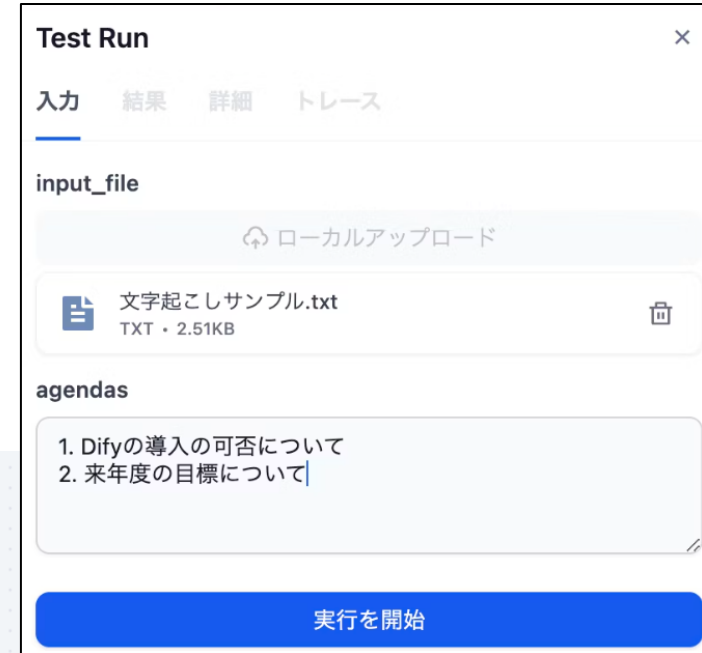 Test Run
入力 結果 詳細 トレース
input_file
ローカルアップロード
文字起こしサンプル.txt
TXT • 2.51KB
agendas
1. Difyの導入の可否について
2. 来年度の目標について
実行を開始